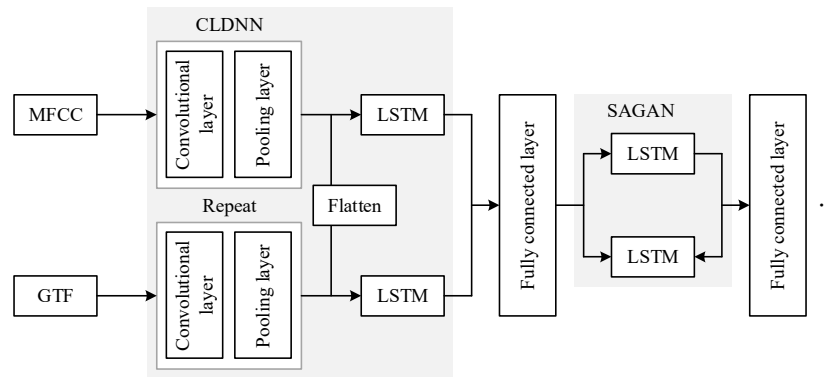 CLDNN
MFCC
Convolutional
layer
Pooling layer
LSTM
Repeat
Flatten
GTF
Convolutional
layer
Pooling layer
LSTM
Fully connected layer
SAGAN
LSTM
LSTM
Fully connected layer
.